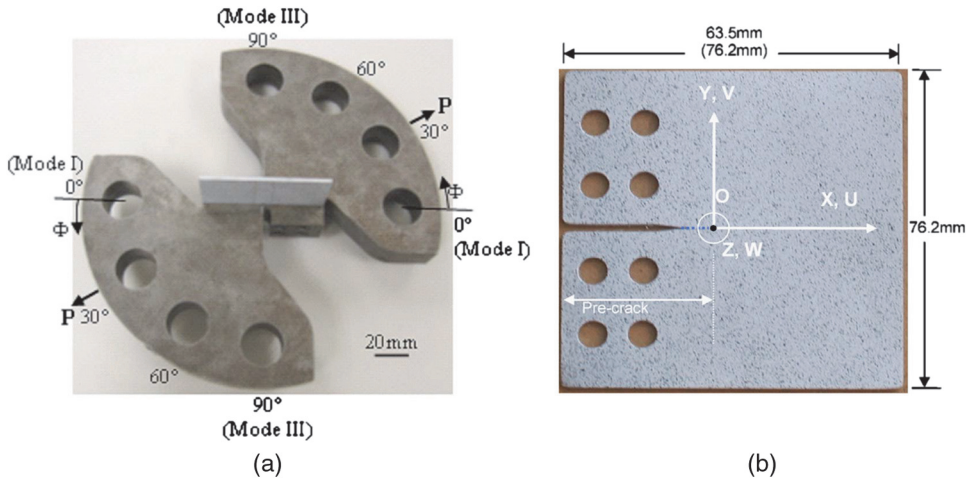 (Mode III)
90°
60°
P
30°
(Mode I)
0°
Φ
Φ
0°
(Mode I)
P 30°
20mm
60°
90°
(Mode III)
(a)
63.5mm
(76.2mm)
Y, V
O
X, U
Z, W
76.2mm
Pre-crack
(b)